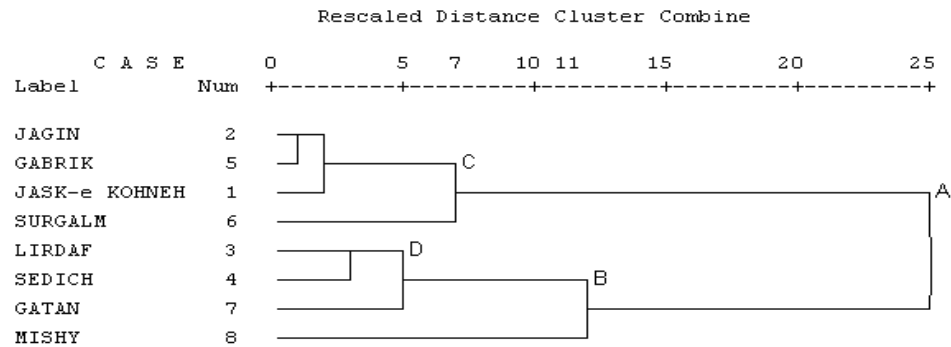 Rescaled Distance Cluster Combine
C A S E 0 5 7 10 11 15 20 25
Label Num +---------+---------+---------+---------+---------+
JAGIN 2
GABRIK 5 C
JASK-e KOHNEH 1 A
SURGALM 6
LIRDAF 3 D
SEDICH 4 B
GATAN 7
MISHY 8